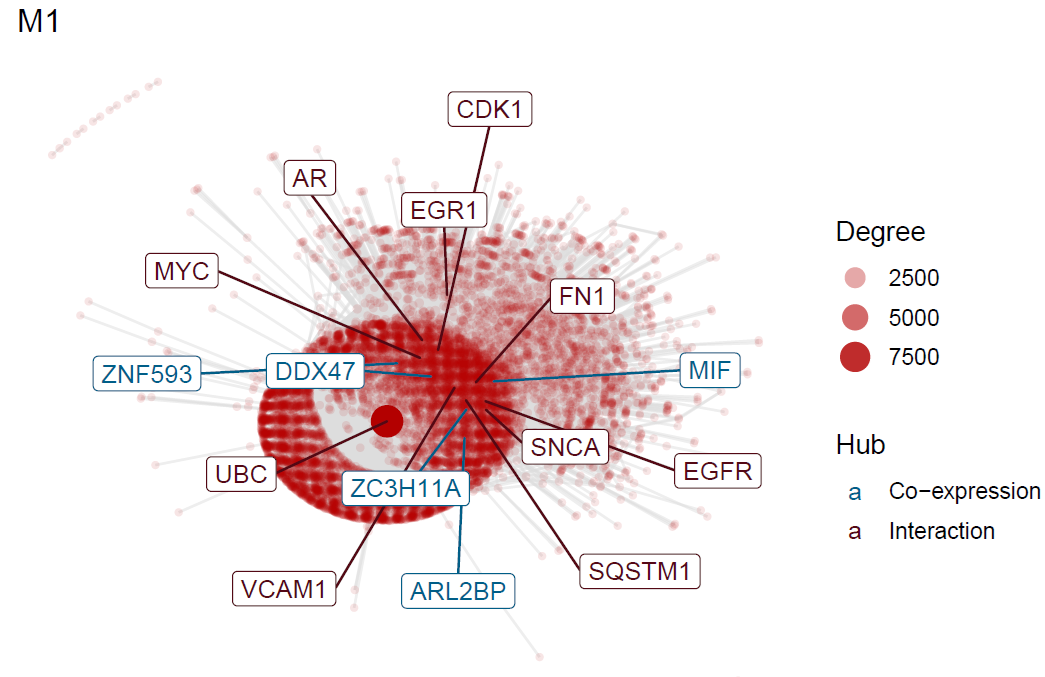 M1
CDK1
AR
EGR1
MYC
FN1
ZNF593
DDX47
MIF
UBC
ZC3H11A
SNCA
EGFR
VCAM1
ARL2BP
SQSTM1
Degree
2500
5000
7500
Hub
a Co−expression
a Interaction